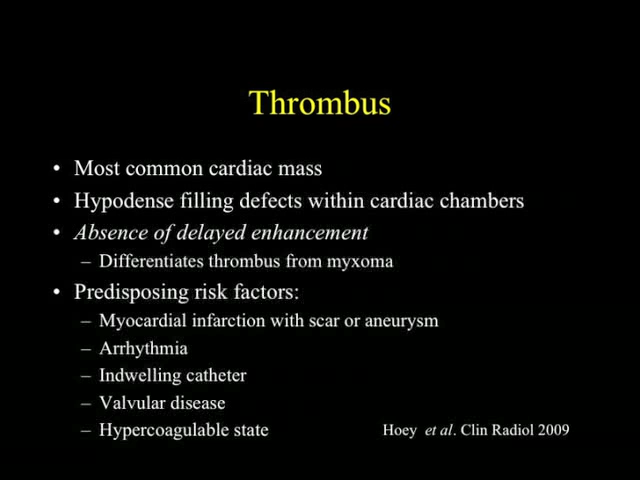 Thrombus
• Most common cardiac mass
• Hypodense filling defects within cardiac chambers
• Absence of delayed enhancement
– Differentiates thrombus from myxoma
• Predisposing risk factors:
– Myocardial infarction with scar or aneurysm
– Arrhythmia
– Indwelling catheter
– Valvular disease
– Hypercoagulable state
Hoey et al. Clin Radiol 2009